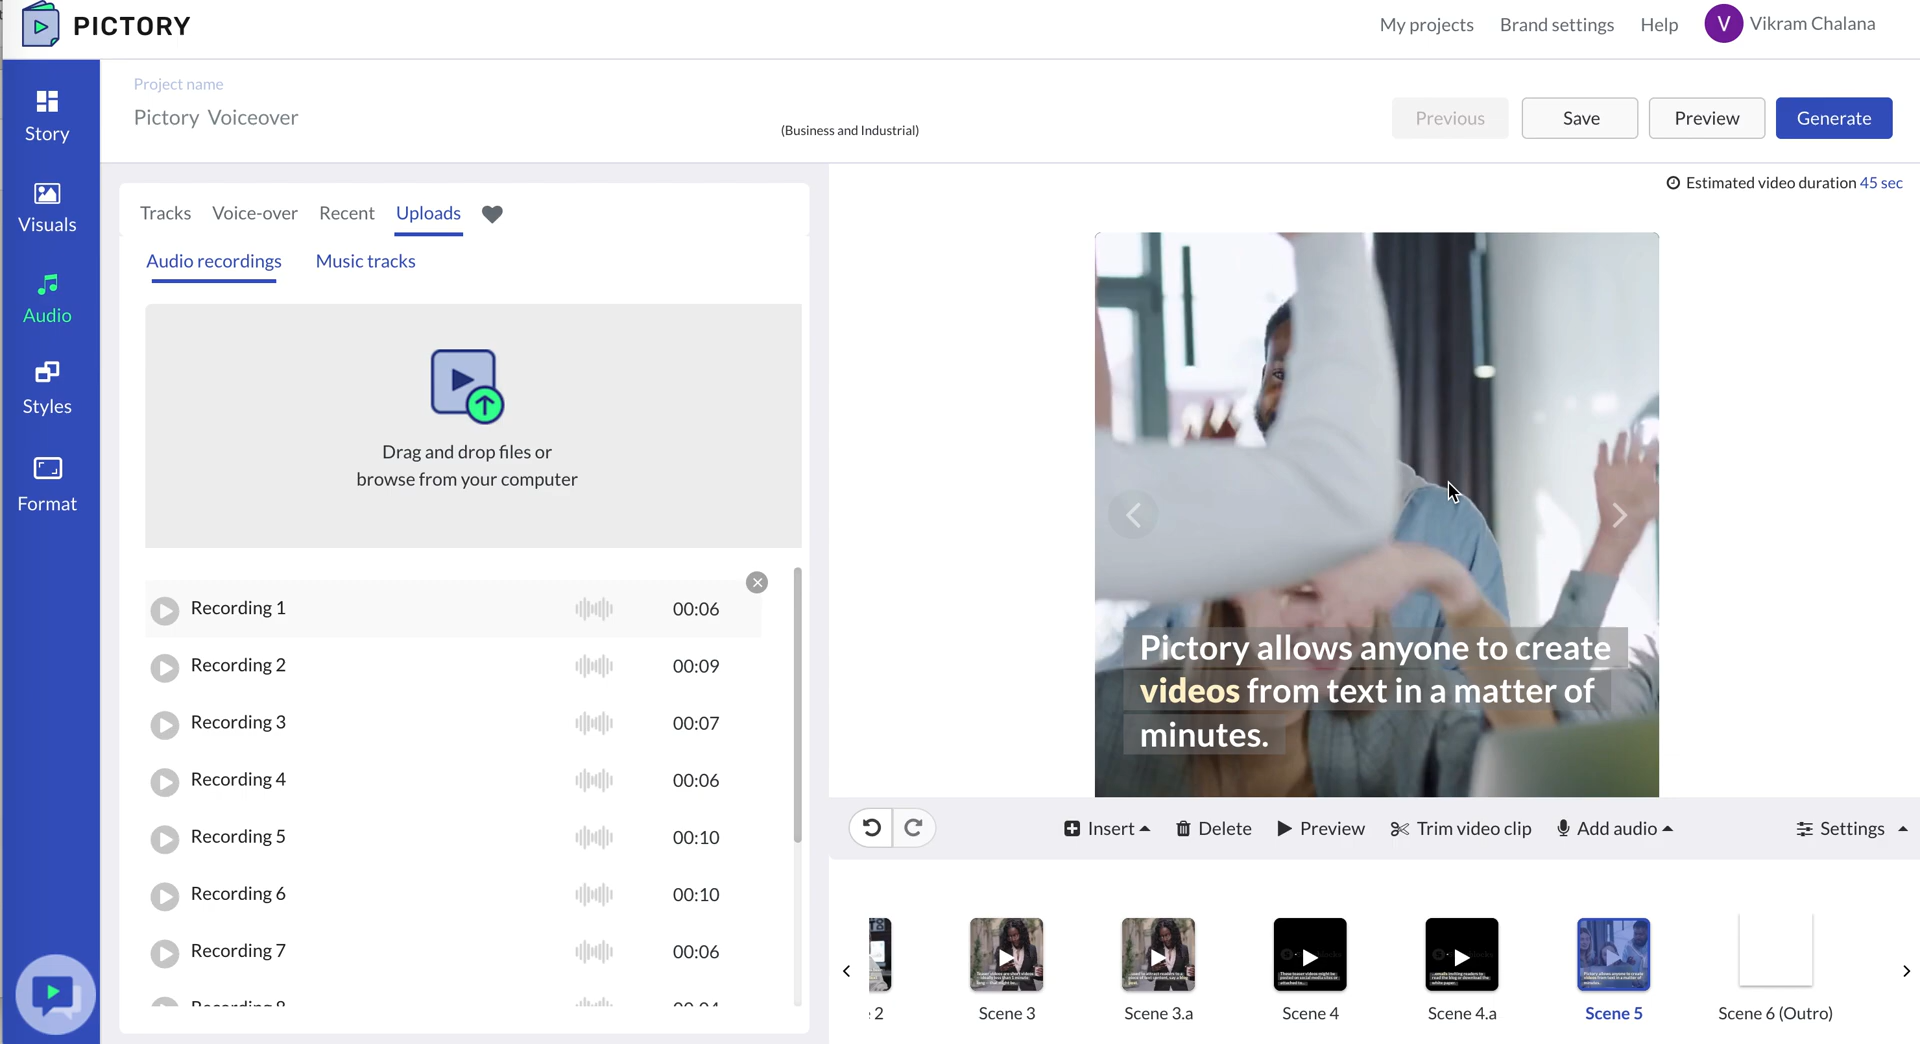 PICTORY
My projects
Brand settings
Help
V
Vikram Chalana
Story
Visuals
Audio
Styles
Format
Project name
Pictory Voiceover
(Business and Industrial)
Previous
Save
Preview
Generate
Estimated video duration 45 sec
Tracks
Voice-over
Recent
Uploads
Audio recordings
Music tracks
Drag and drop files or
browse from your computer
Recording 1 00:06
Recording 2 00:09
Recording 3 00:07
Recording 4 00:06
Recording 5 00:10
Recording 6 00:10
Recording 7 00:06
Pictory allows anyone to create
videos from text in a matter of
minutes.
Insert
Delete
Preview
Trim video clip
Add audio
Settings
2
Scene 3
Scene 3.a
Scene 4
Scene 4.a
Scene 5
Scene 6 (Outro)